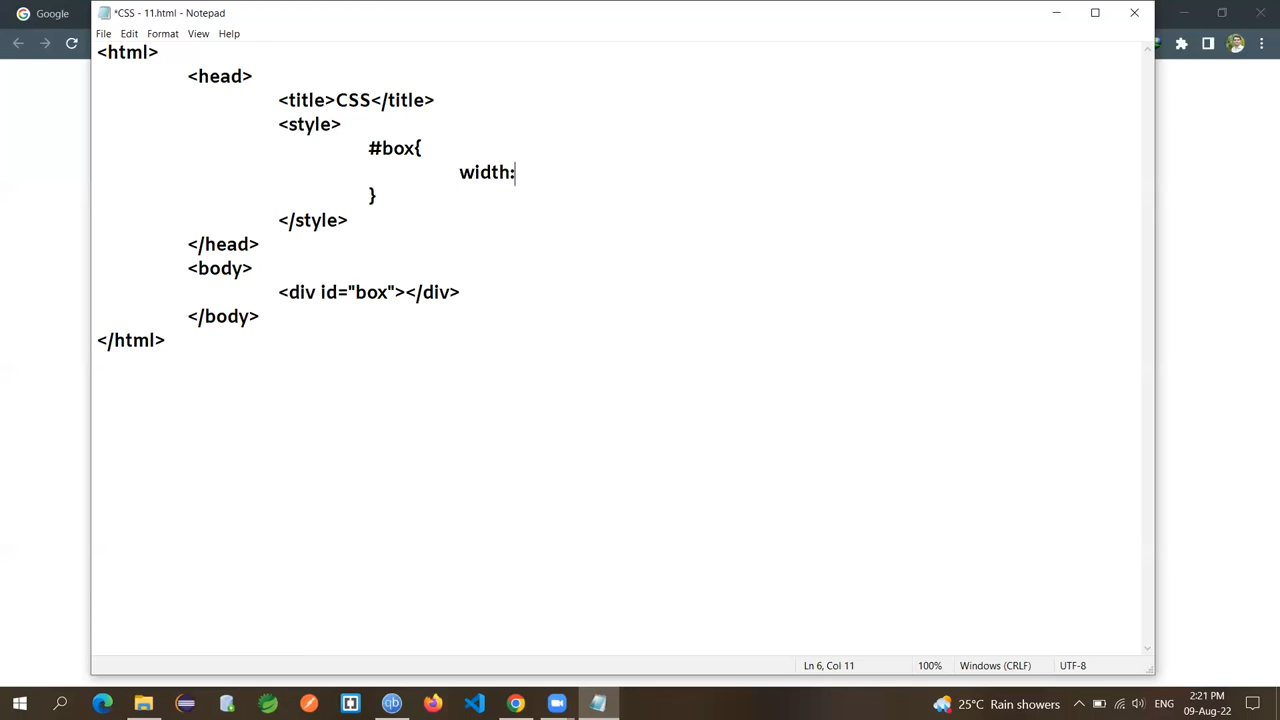 Google
*CSS - 11.html - Notepad
File Edit Format View Help
<html>
<head>
<title>CSS</title>
<style>
#box{
width:
}
</style>
</head>
<body>
<div id="box"></div>
</body>
</html>
Ln 6, Col 11 100% Windows (CRLF) UTF-8
qb 25°C Rain showers ENG 2:21 PM
09-Aug-22